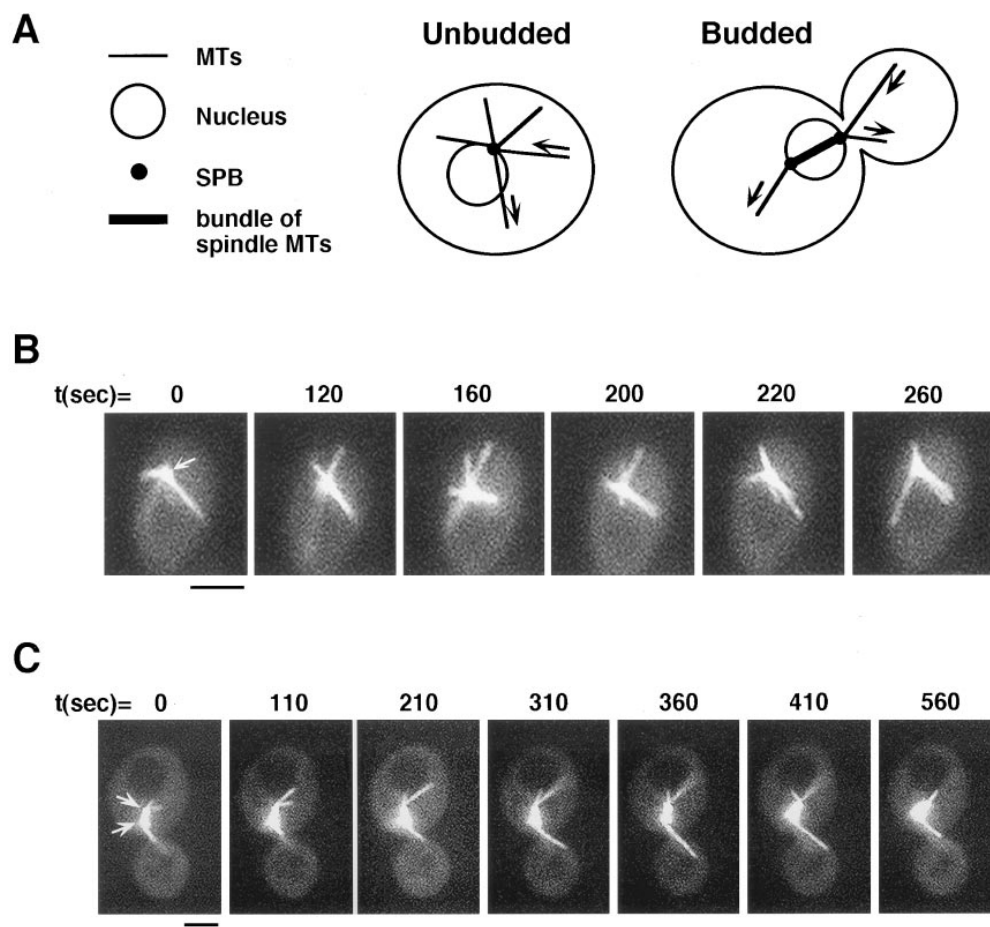 A
MTs
Nucleus
SPB
bundle of
spindle MTs
Unbudded
Budded
B
t(sec)= 0 120 160 200 220 260
C
t(sec)= 0 110 210 310 360 410 560